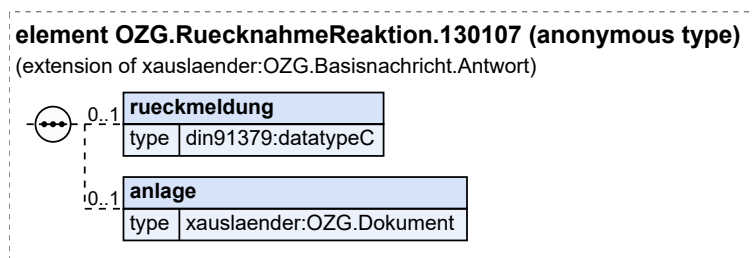 element OZG.RuecknahmeReaktion.130107 (anonymous type)
(extension of xauslaender:OZG.Basisnachricht.Antwort)
0..1 rueckmeldung
type din91379:datatypeC
0..1 anlage
type xauslaender:OZG.Dokument